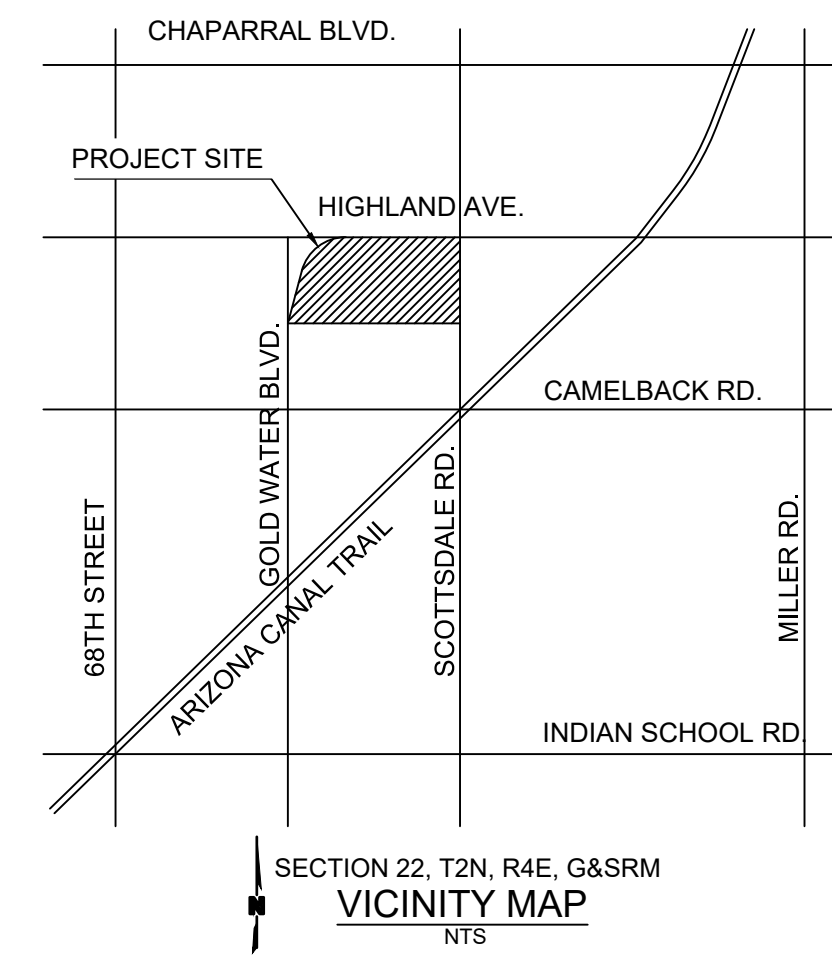 CHAPARRAL BLVD.
PROJECT SITE
HIGHLAND AVE.
GOLD WATER BLVD.
CAMELBACK RD.
68TH STREET
ARIZONA CANAL TRAIL
SCOTTSDALE RD.
MILLER RD.
INDIAN SCHOOL RD.
SECTION 22, T2N, R4E, G&SRM
N
VICINITY MAP
NTS